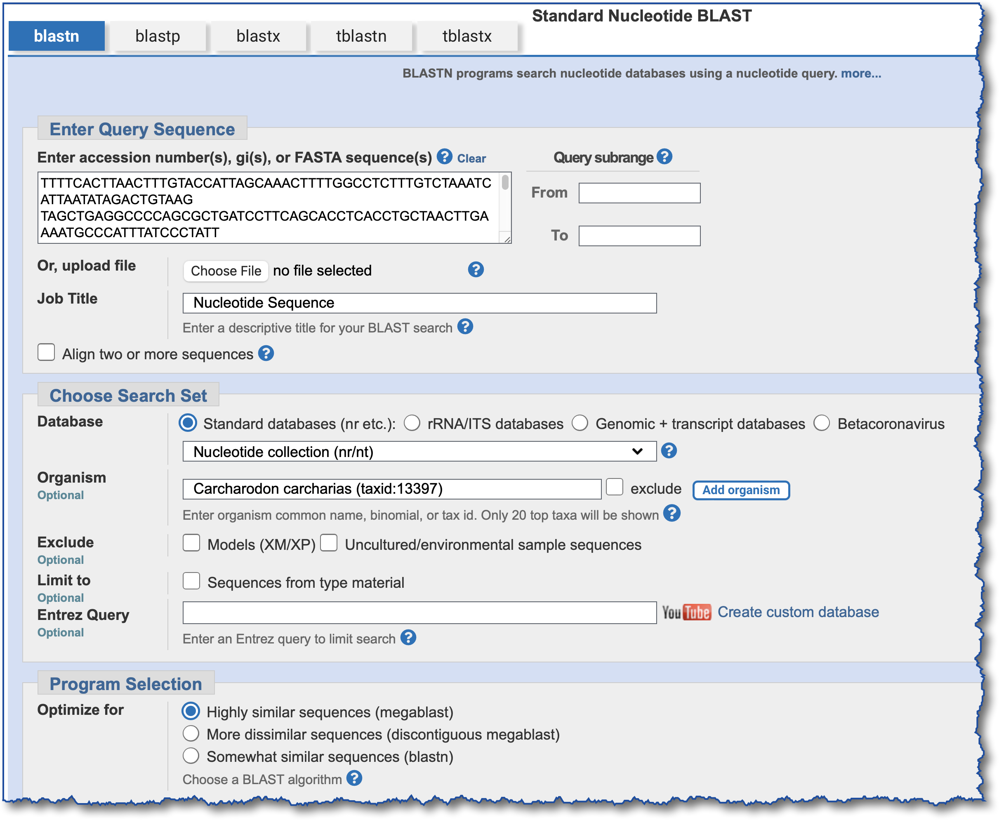 Standard Nucleotide BLAST
blastn blastp blastx tblastn tblastx
BLASTN programs search nucleotide databases using a nucleotide query. more...
Enter Query Sequence
Enter accession number(s), gi(s), or FASTA sequence(s) ? Clear
Query subrange ?
TTTTCACTTAACTTTGTACCATTAGCAAACTTTTGGCCTCTTTGTCTAAATC
ATTAATATAGACTGTAAG
TAGCTGAGGCCCCAGCGCTGATCCTTCAGCACCTCACCTGCTAACTTGA
AAATGCCCATTTATCCCTATT
From
To
Or, upload file Choose File no file selected ?
Job Title Nucleotide Sequence
Enter a descriptive title for your BLAST search ?
Align two or more sequences ?
Choose Search Set
Database Standard databases (nr etc.): rRNA/ITS databases Genomic + transcript databases Betacoronavirus
Nucleotide collection (nr/nt) ?
Organism
Optional
Carcharodon carcharias (taxid:13397) exclude Add organism
Enter organism common name, binomial, or tax id. Only 20 top taxa will be shown ?
Exclude
Optional
Models (XM/XP) Uncultured/environmental sample sequences
Limit to
Optional
Sequences from type material
Entrez Query
Optional
YouTube Create custom database
Enter an Entrez query to limit search ?
Program Selection
Optimize for
Highly similar sequences (megablast)
More dissimilar sequences (discontiguous megablast)
Somewhat similar sequences (blastn)
Choose a BLAST algorithm ?